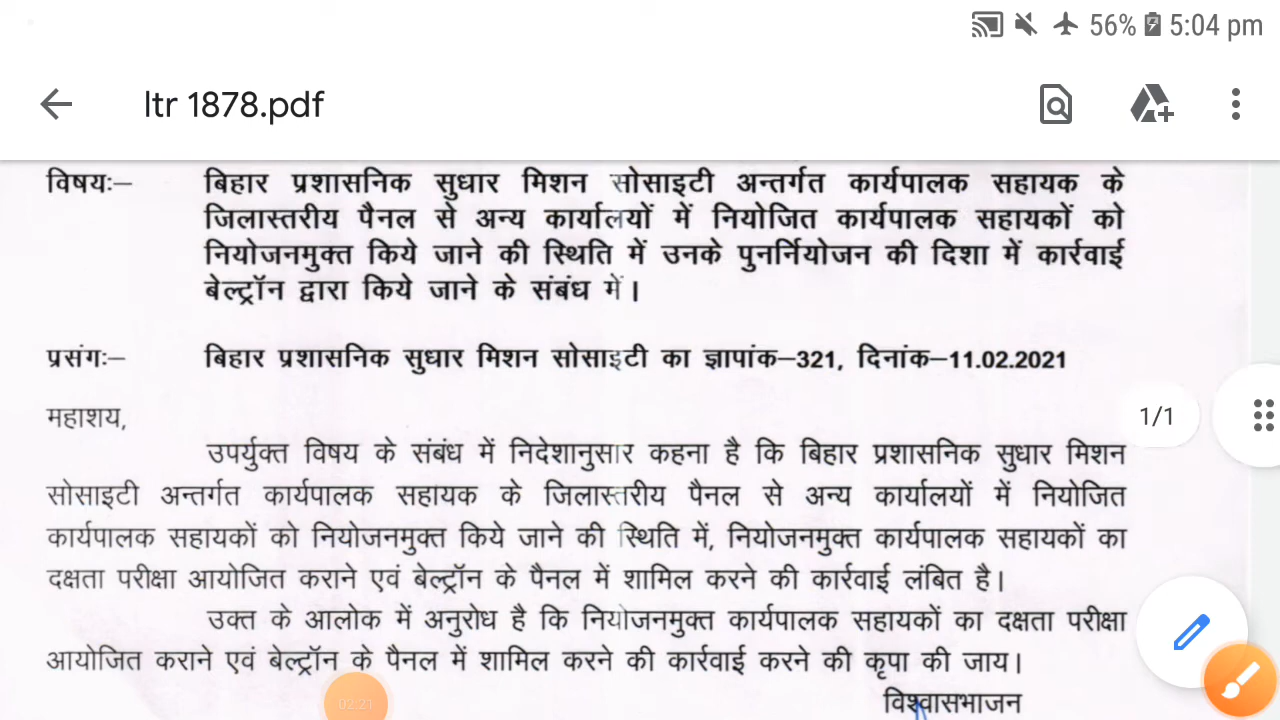 56% 5:04 pm
ltr 1878.pdf
विषयः– बिहार प्रशासनिक सुधार मिशन सोसाइटी अन्तर्गत कार्यपालक सहायक के
जिलास्तरीय पैनल से अन्य कार्यालयों में नियोजित कार्यपालक सहायकों को
नियोजनमुक्त किये जाने की स्थिति में उनके पुनर्नियोजन की दिशा में कार्रवाई
बेल्ट्रॉन द्वारा किये जाने के संबंध में।
प्रसंगः– बिहार प्रशासनिक सुधार मिशन सोसाइटी का ज्ञापांक–321, दिनांक–11.02.2021
1/1
महाशय,
उपर्युक्त विषय के संबंध में निदेशानुसार कहना है कि बिहार प्रशासनिक सुधार मिशन
सोसाइटी अन्तर्गत कार्यपालक सहायक के जिलास्तरीय पैनल से अन्य कार्यालयों में नियोजित
कार्यपालक सहायकों को नियोजनमुक्त किये जाने की स्थिति में, नियोजनमुक्त कार्यपालक सहायकों का
दक्षता परीक्षा आयोजित कराने एवं बेल्ट्रॉन के पैनल में शामिल करने की कार्रवाई लंबित है।
उक्त के आलोक में अनुरोध है कि नियोजनमुक्त कार्यपालक सहायकों का दक्षता परीक्षा
आयोजित कराने एवं बेल्ट्रॉन के पैनल में शामिल करने की कार्रवाई करने की कृपा की जाय।
02:21
विश्वासभाजन